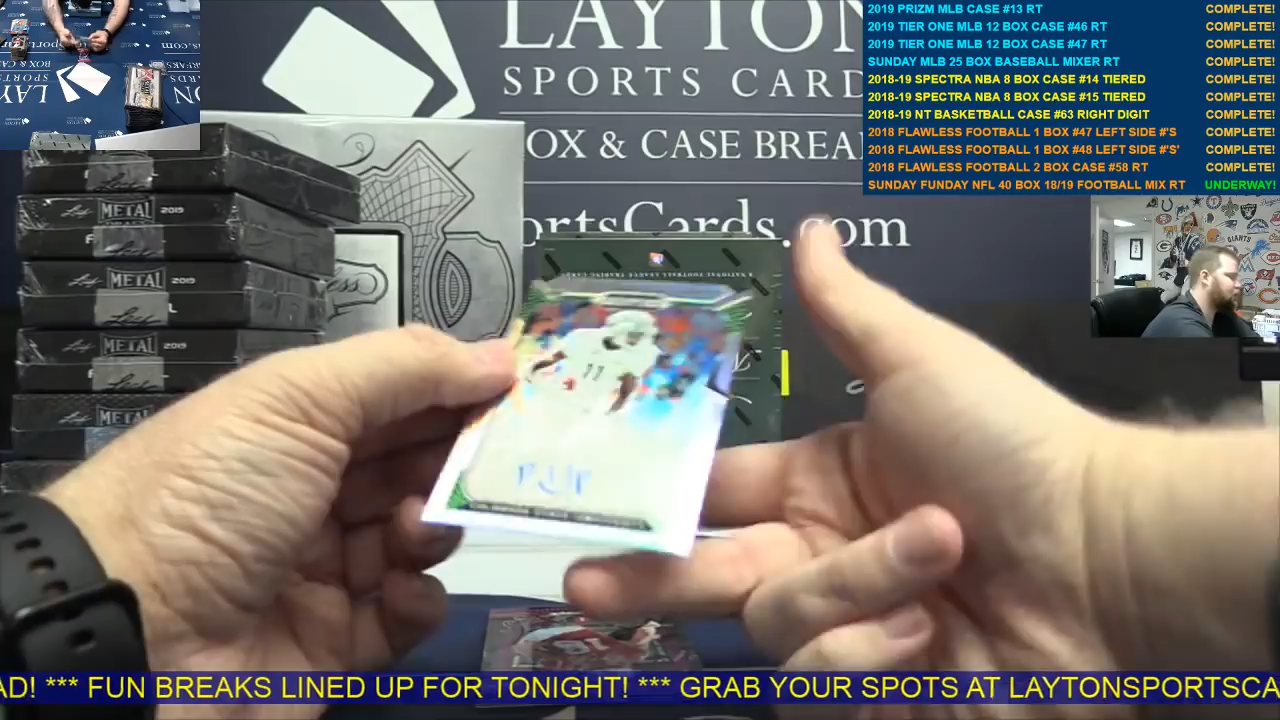 LAYTON
SPORTS CARD
BOX & CASE BREA
ortsCards.com
2019 PRIZM MLB CASE #13 RT COMPLETE!
2019 TIER ONE MLB 12 BOX CASE #46 RT COMPLETE!
2019 TIER ONE MLB 12 BOX CASE #47 RT COMPLETE!
SUNDAY MLB 25 BOX BASEBALL MIXER RT COMPLETE!
2018-19 SPECTRA NBA 8 BOX CASE #14 TIERED COMPLETE!
2018-19 SPECTRA NBA 8 BOX CASE #15 TIERED COMPLETE!
2018-19 NT BASKETBALL CASE #63 RIGHT DIGIT COMPLETE!
2018 FLAWLESS FOOTBALL 1 BOX #47 LEFT SIDE #'S COMPLETE!
2018 FLAWLESS FOOTBALL 1 BOX #48 LEFT SIDE #'S' COMPLETE!
2018 FLAWLESS FOOTBALL 2 BOX CASE #58 RT COMPLETE!
SUNDAY FUNDAY NFL 40 BOX 18/19 FOOTBALL MIX RT UNDERWAY!
METAL 2019
METAL 2019
METAL 2019
METAL
GIANTS
11
AD! *** FUN BREAKS LINED UP FOR TONIGHT! *** GRAB YOUR SPOTS AT LAYTONSPORTSCA